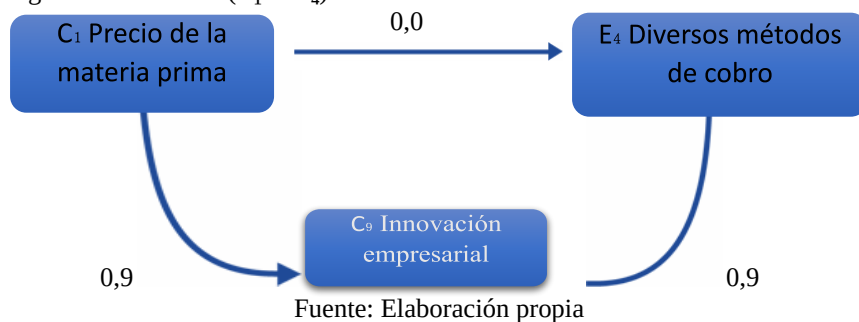 C₁ Precio de la
materia prima
0,0
E₄ Diversos métodos
de cobro
C₉ Innovación
empresarial
0,9
0,9
Fuente: Elaboración propia